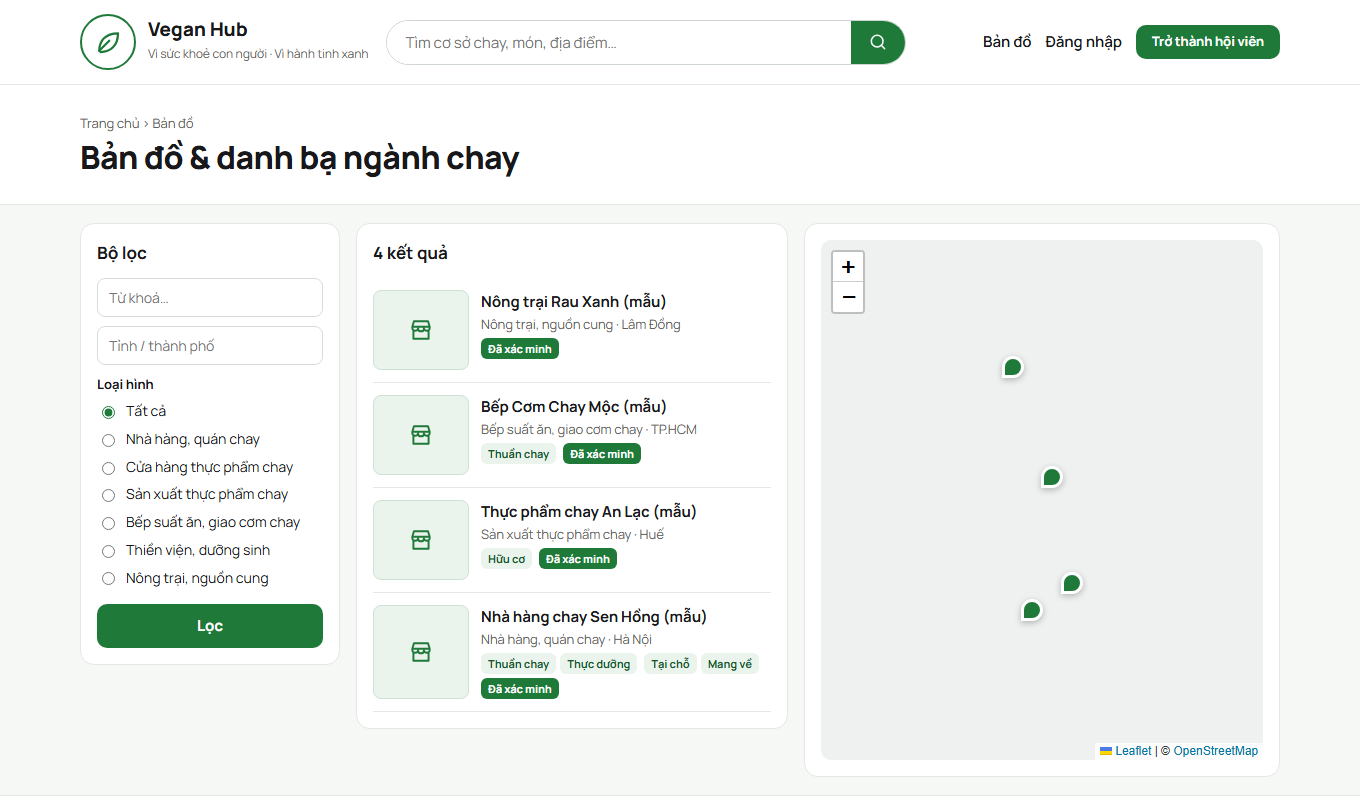 Vegan Hub
Vì sức khoẻ con người · Vì hành tinh xanh
Tìm cơ sở chay, món, địa điểm...
Bản đồ
Đăng nhập
Trở thành hội viên
Trang chủ › Bản đồ
Bản đồ & danh bạ ngành chay
Bộ lọc
Từ khoá...
Tỉnh / thành phố
Loại hình
Tất cả
Nhà hàng, quán chay
Cửa hàng thực phẩm chay
Sản xuất thực phẩm chay
Bếp suất ăn, giao cơm chay
Thiền viện, dưỡng sinh
Nông trại, nguồn cung
Lọc
4 kết quả
Nông trại Rau Xanh (mẫu)
Nông trại, nguồn cung · Lâm Đồng
Đã xác minh
Bếp Cơm Chay Mộc (mẫu)
Bếp suất ăn, giao cơm chay · TP.HCM
Thuần chay Đã xác minh
Thực phẩm chay An Lạc (mẫu)
Sản xuất thực phẩm chay · Huế
Hữu cơ Đã xác minh
Nhà hàng chay Sen Hồng (mẫu)
Nhà hàng, quán chay · Hà Nội
Thuần chay Thực dưỡng Tại chỗ Mang về
Đã xác minh
+
−
Leaflet | © OpenStreetMap